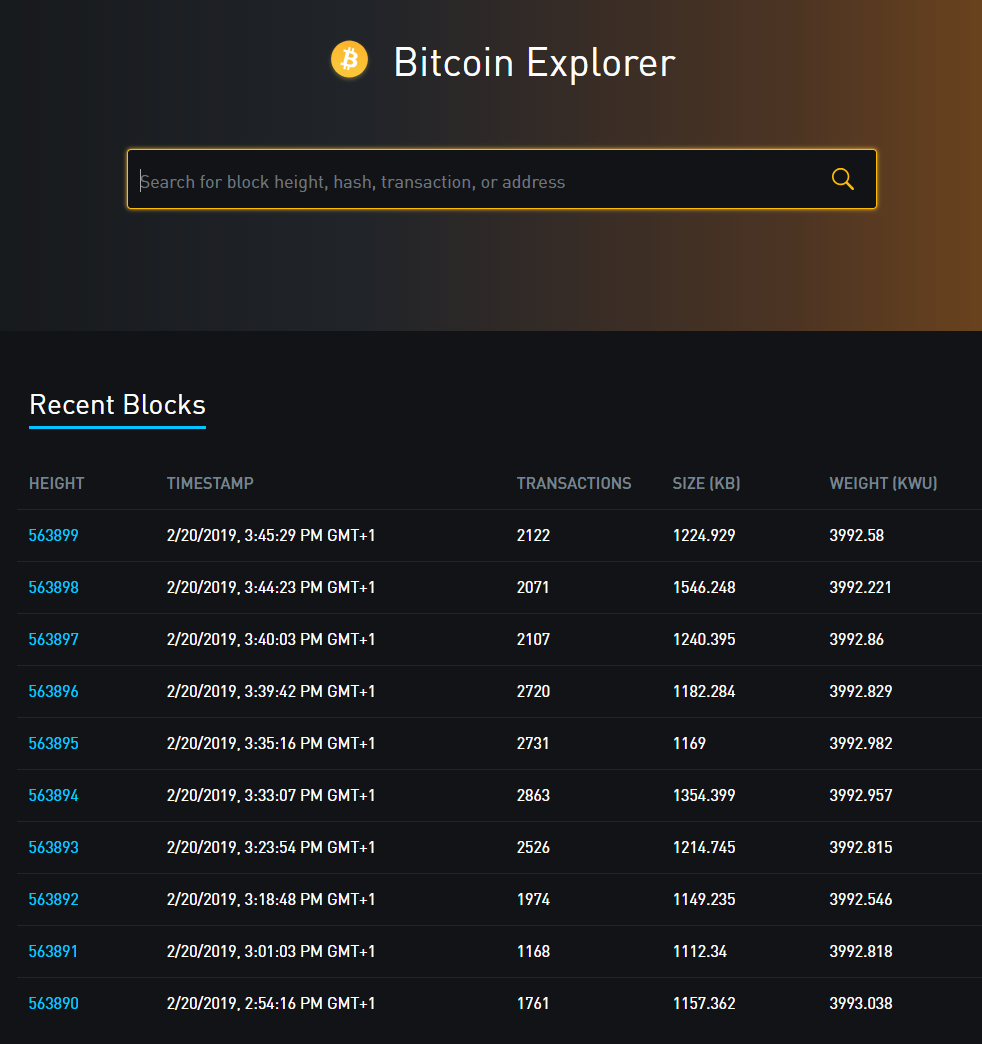 Bitcoin Explorer
Search for block height, hash, transaction, or address
Recent Blocks
HEIGHT TIMESTAMP TRANSACTIONS SIZE (KB) WEIGHT (KWU)
563899 2/20/2019, 3:45:29 PM GMT+1 2122 1224.929 3992.58
563898 2/20/2019, 3:44:23 PM GMT+1 2071 1546.248 3992.221
563897 2/20/2019, 3:40:03 PM GMT+1 2107 1240.395 3992.86
563896 2/20/2019, 3:39:42 PM GMT+1 2720 1182.284 3992.829
563895 2/20/2019, 3:35:16 PM GMT+1 2731 1169 3992.982
563894 2/20/2019, 3:33:07 PM GMT+1 2863 1354.399 3992.957
563893 2/20/2019, 3:23:54 PM GMT+1 2526 1214.745 3992.815
563892 2/20/2019, 3:18:48 PM GMT+1 1974 1149.235 3992.546
563891 2/20/2019, 3:01:03 PM GMT+1 1168 1112.34 3992.818
563890 2/20/2019, 2:54:16 PM GMT+1 1761 1157.362 3993.038